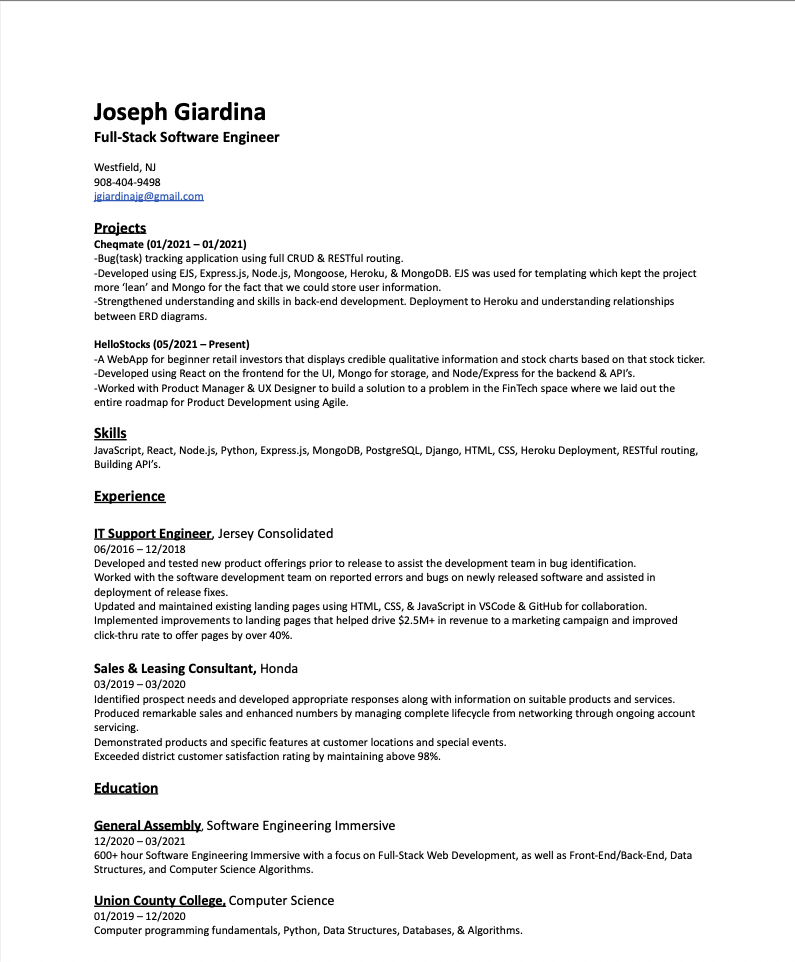 Joseph Giardina
Full-Stack Software Engineer
Westfield, NJ
908-404-9498
jgiardinajg@gmail.com
Projects
Cheqmate (01/2021 – 01/2021)
-Bug(task) tracking application using full CRUD & RESTful routing.
-Developed using EJS, Express.js, Node.js, Mongoose, Heroku, & MongoDB. EJS was used for templating which kept the project
more ‘lean’ and Mongo for the fact that we could store user information.
-Strengthened understanding and skills in back-end development. Deployment to Heroku and understanding relationships
between ERD diagrams.
HelloStocks (05/2021 – Present)
-A WebApp for beginner retail investors that displays credible qualitative information and stock charts based on that stock ticker.
-Developed using React on the frontend for the UI, Mongo for storage, and Node/Express for the backend & API’s.
-Worked with Product Manager & UX Designer to build a solution to a problem in the FinTech space where we laid out the
entire roadmap for Product Development using Agile.
Skills
JavaScript, React, Node.js, Python, Express.js, MongoDB, PostgreSQL, Django, HTML, CSS, Heroku Deployment, RESTful routing,
Building API’s.
Experience
IT Support Engineer, Jersey Consolidated
06/2016 – 12/2018
Developed and tested new product offerings prior to release to assist the development team in bug identification.
Worked with the software development team on reported errors and bugs on newly released software and assisted in
deployment of release fixes.
Updated and maintained existing landing pages using HTML, CSS, & JavaScript in VSCode & GitHub for collaboration.
Implemented improvements to landing pages that helped drive $2.5M+ in revenue to a marketing campaign and improved
click-thru rate to offer pages by over 40%.
Sales & Leasing Consultant, Honda
03/2019 – 03/2020
Identified prospect needs and developed appropriate responses along with information on suitable products and services.
Produced remarkable sales and enhanced numbers by managing complete lifecycle from networking through ongoing account
servicing.
Demonstrated products and specific features at customer locations and special events.
Exceeded district customer satisfaction rating by maintaining above 98%.
Education
General Assembly, Software Engineering Immersive
12/2020 – 03/2021
600+ hour Software Engineering Immersive with a focus on Full-Stack Web Development, as well as Front-End/Back-End, Data
Structures, and Computer Science Algorithms.
Union County College, Computer Science
01/2019 – 12/2020
Computer programming fundamentals, Python, Data Structures, Databases, & Algorithms.